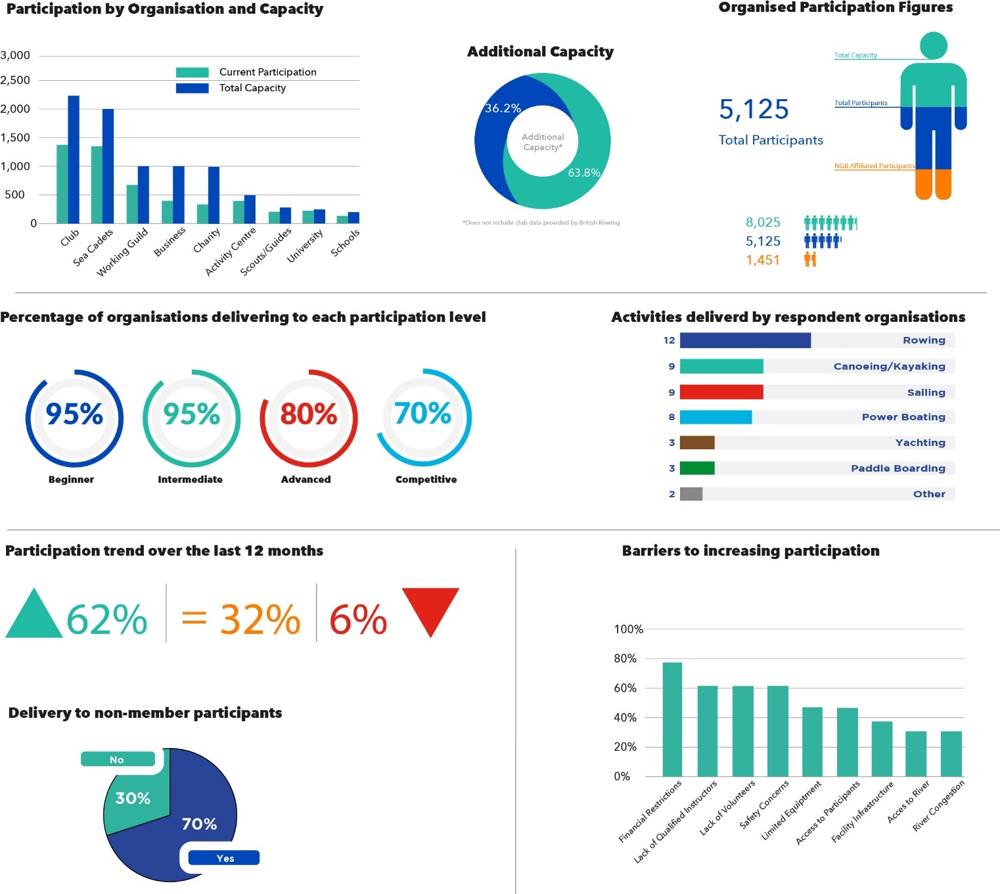 Participation by Organisation and Capacity
3,000
2,500
2,000
1,500
1,000
500
0
Current Participation
Total Capacity
Club
Sea Cadets
Working Guild
Business
Charity
Activity Centre
Scouts/Guides
University
Schools
Additional Capacity
36.2%
Additional
Capacity*
63.8%
*Does not include club data provided by British Rowing
Organised Participation Figures
Total Capacity
5,125
Total Participants
Total Participants
NGB Affiliated Participants
8,025
5,125
1,451
Percentage of organisations delivering to each participation level
95%
95%
80%
70%
Beginner
Intermediate
Advanced
Competitive
Activities deliverd by respondent organisations
12 Rowing
9 Canoeing/Kayaking
9 Sailing
8 Power Boating
3 Yachting
3 Paddle Boarding
2 Other
Participation trend over the last 12 months
62% = 32% 6%
Delivery to non-member participants
No
30%
70%
Yes
Barriers to increasing participation
100%
80%
60%
40%
20%
0%
Financial Restrictions
Lack of Qualified Instructors
Lack of Volunteers
Safety Concerns
Limited Equiptment
Access to Participants
Facility Infrastructure
Acces to River
River Congestion